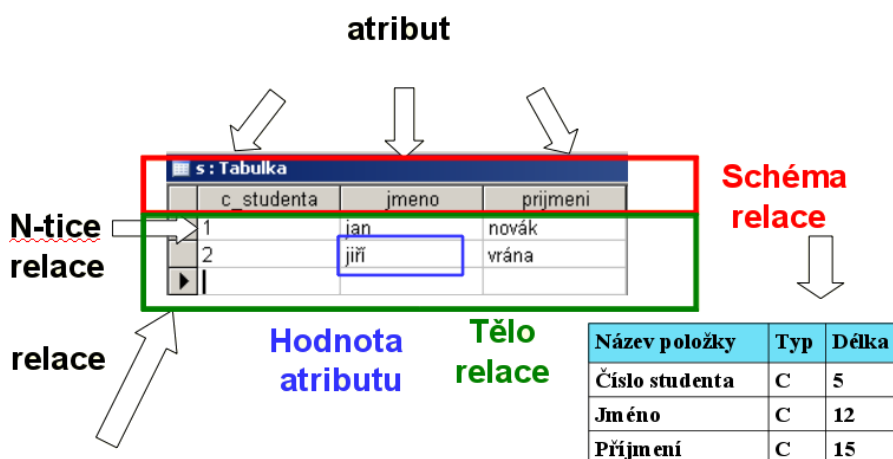 atribut
s : Tabulka
c_studenta jmeno prijmeni
1 jan novák
2 jiří vrána
Schéma
relace
N-tice
relace
relace
Hodnota
atributu
Tělo
relace
Název položky Typ Délka
Číslo studenta C 5
Jméno C 12
Příjmení C 15